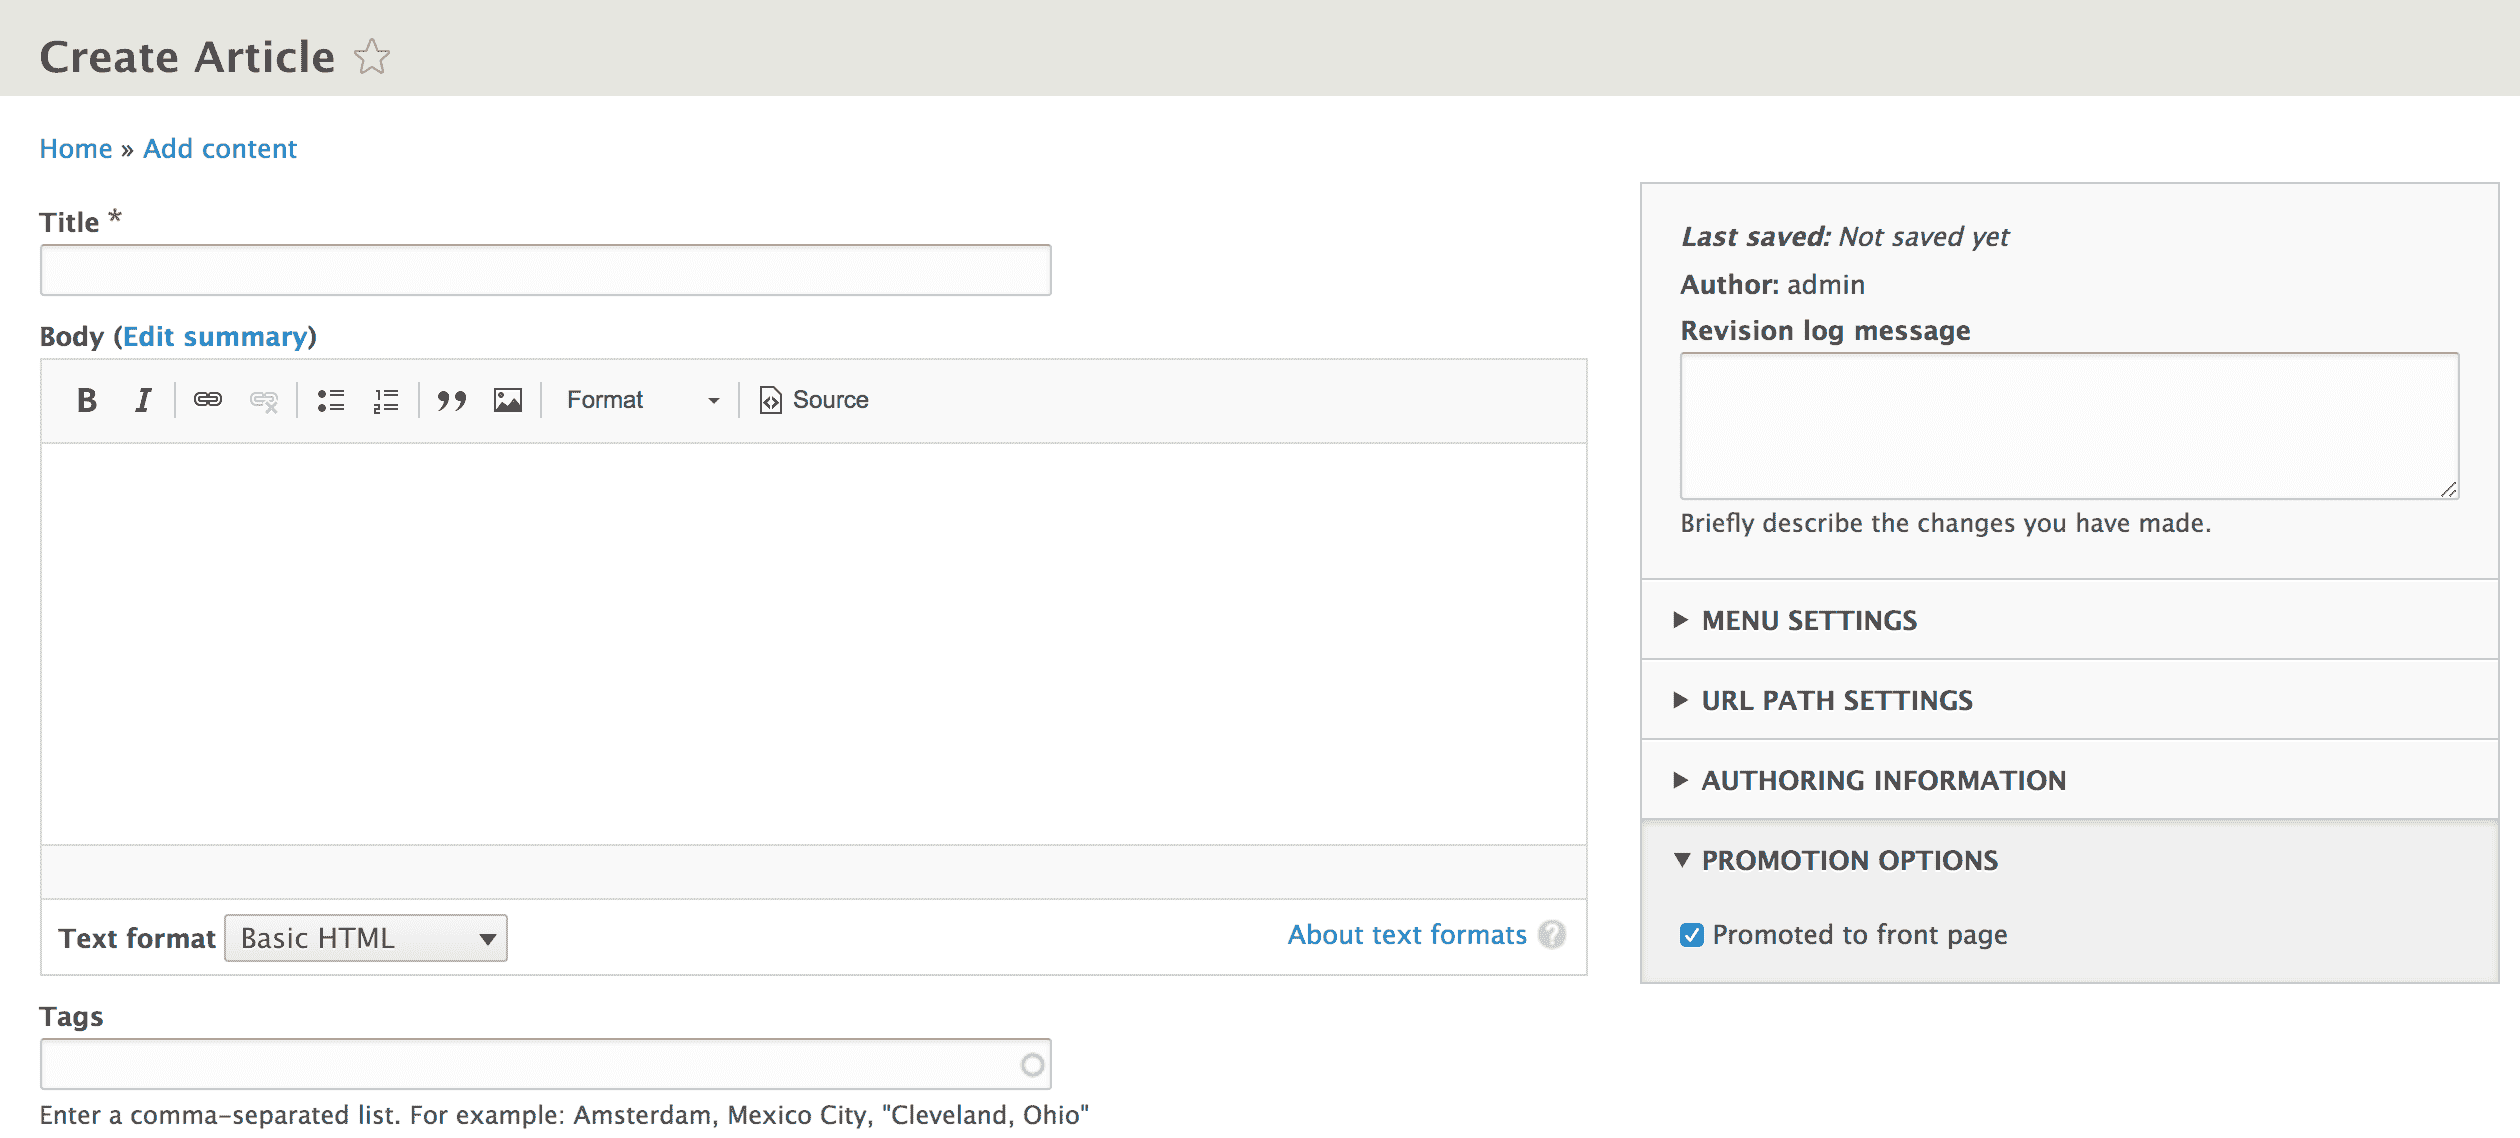 Create Article
Home » Add content
Title *
Body (Edit summary)
B I Format Source
Text format Basic HTML
About text formats ?
Tags
Enter a comma-separated list. For example: Amsterdam, Mexico City, "Cleveland, Ohio"
Last saved: Not saved yet
Author: admin
Revision log message
Briefly describe the changes you have made.
MENU SETTINGS
URL PATH SETTINGS
AUTHORING INFORMATION
PROMOTION OPTIONS
Promoted to front page